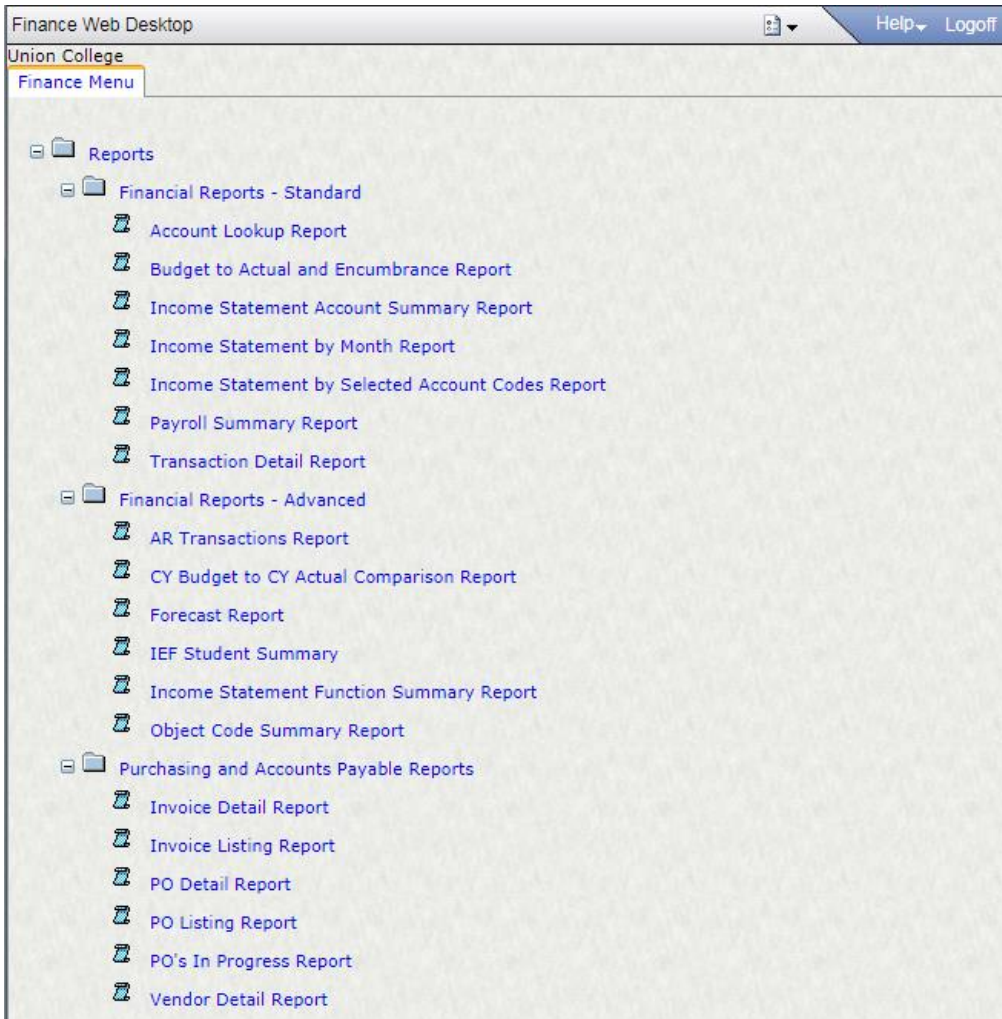 Finance Web Desktop
Help Logoff
Union College
Finance Menu
Reports
Financial Reports - Standard
Account Lookup Report
Budget to Actual and Encumbrance Report
Income Statement Account Summary Report
Income Statement by Month Report
Income Statement by Selected Account Codes Report
Payroll Summary Report
Transaction Detail Report
Financial Reports - Advanced
AR Transactions Report
CY Budget to CY Actual Comparison Report
Forecast Report
IEF Student Summary
Income Statement Function Summary Report
Object Code Summary Report
Purchasing and Accounts Payable Reports
Invoice Detail Report
Invoice Listing Report
PO Detail Report
PO Listing Report
PO's In Progress Report
Vendor Detail Report